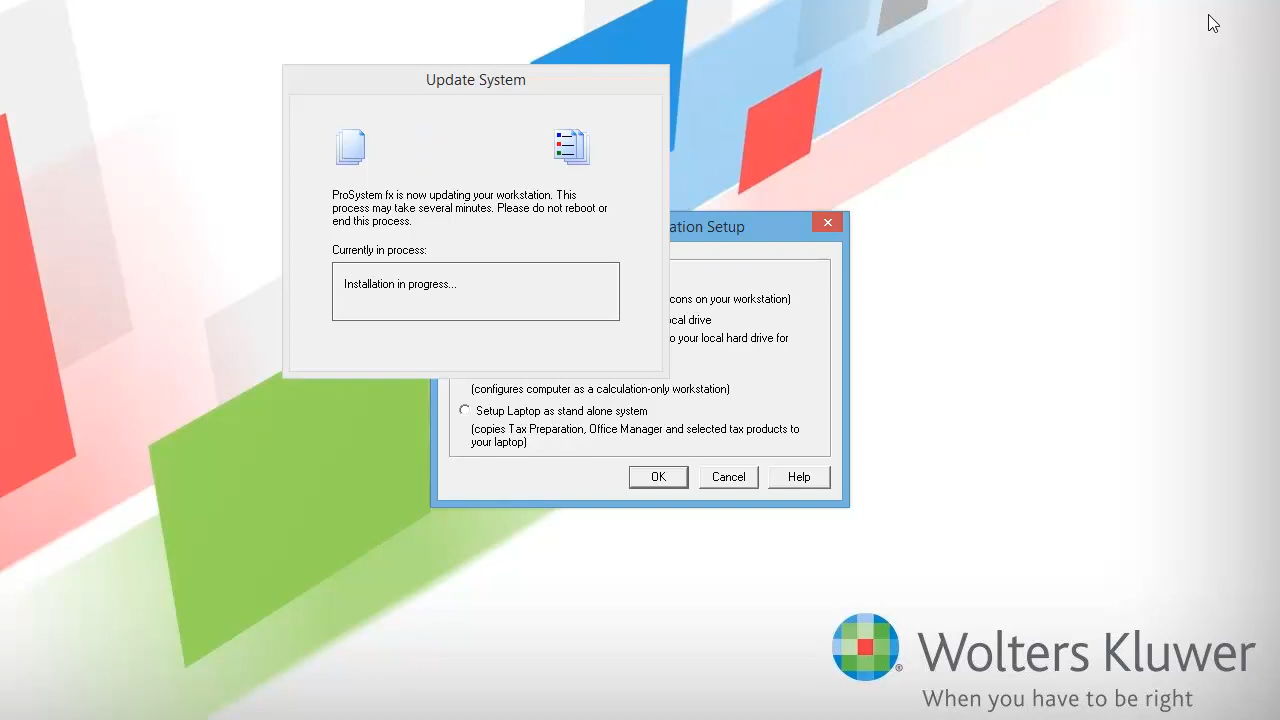 Update System
ProSystem fx is now updating your workstation. This
process may take several minutes. Please do not reboot or
end this process.
Currently in process:
Installation in progress...
ation Setup
cons on your workstation)
cal drive
o your local hard drive for
(configures computer as a calculation-only workstation)
Setup Laptop as stand alone system
(copies Tax Preparation, Office Manager and selected tax products to
your laptop)
OK Cancel Help
Wolters Kluwer
When you have to be right